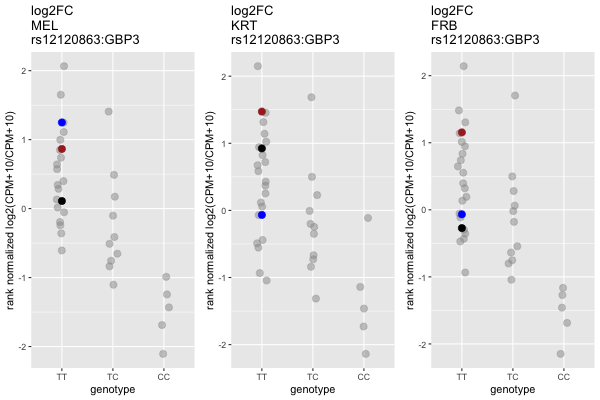 log2FC
MEL
rs12120863:GBP3
rank normalized log2(CPM+10/CPM+10)
2
1
0
-1
-2
TT
TC
CC
genotype
log2FC
KRT
rs12120863:GBP3
rank normalized log2(CPM+10/CPM+10)
2
1
0
-1
-2
TT
TC
CC
genotype
log2FC
FRB
rs12120863:GBP3
rank normalized log2(CPM+10/CPM+10)
2
1
0
-1
-2
TT
TC
CC
genotype